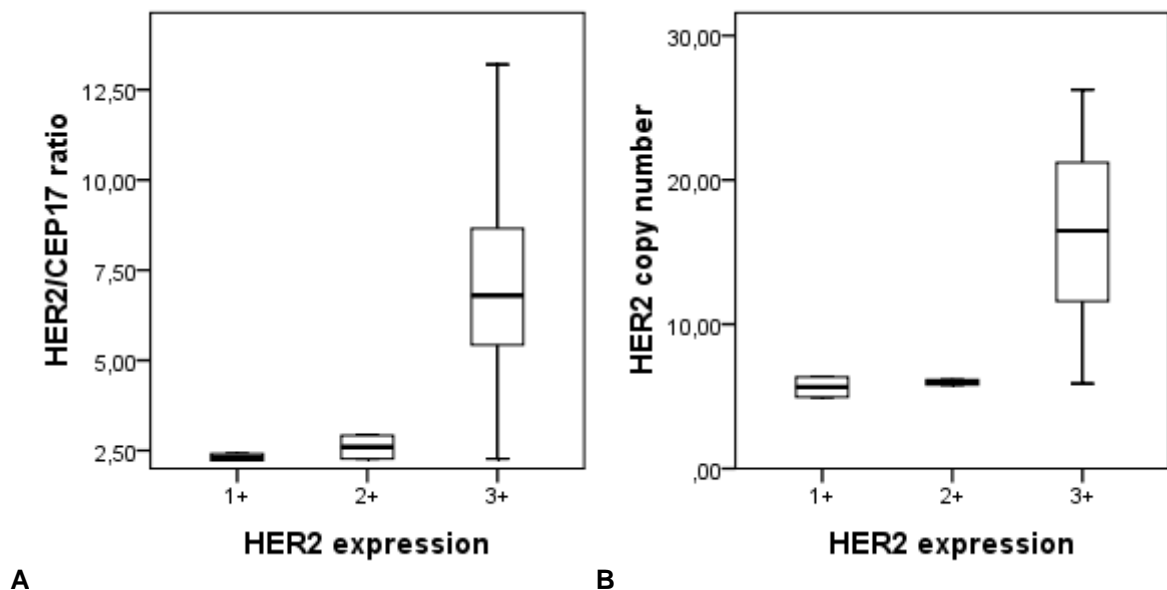 HER2/CEP17 ratio
12,50
10,00
7,50
5,00
2,50
1+ 2+ 3+
HER2 expression
A
HER2 copy number
30,00
20,00
10,00
,00
1+ 2+ 3+
HER2 expression
B